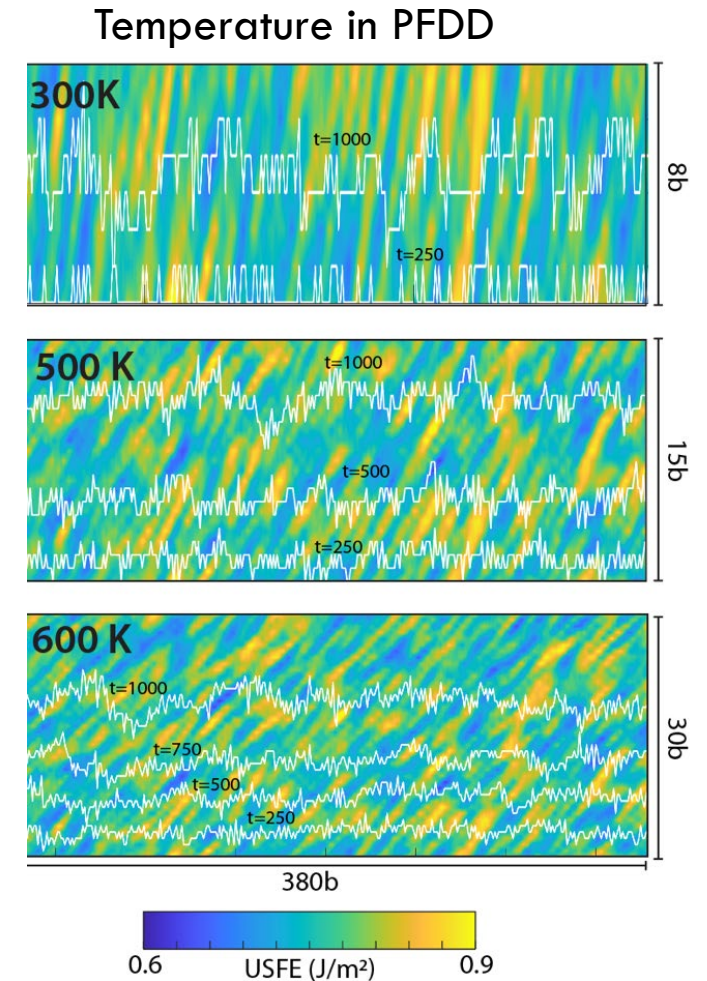 Temperature in PFDD
300K
t=1000
8b
t=250
500 K
t=1000
15b
t=500
t=250
600 K
t=1000
30b
t=750
t=500
t=250
380b
0.6 USFE (J/m²) 0.9